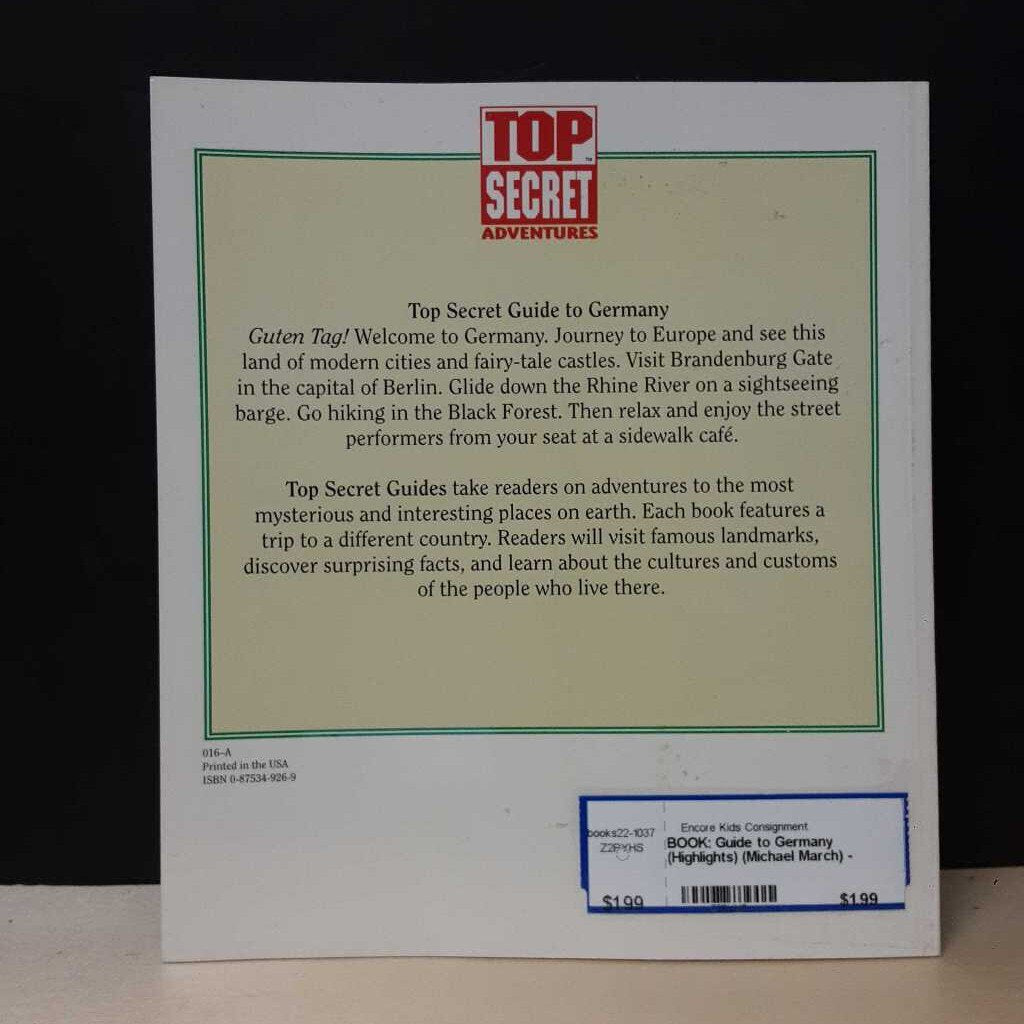 TOP
SECRET
ADVENTURES
Top Secret Guide to Germany
Guten Tag! Welcome to Germany. Journey to Europe and see this
land of modern cities and fairy-tale castles. Visit Brandenburg Gate
in the capital of Berlin. Glide down the Rhine River on a sightseeing
barge. Go hiking in the Black Forest. Then relax and enjoy the street
performers from your seat at a sidewalk café.
Top Secret Guides take readers on adventures to the most
mysterious and interesting places on earth. Each book features a
trip to a different country. Readers will visit famous landmarks,
discover surprising facts, and learn about the cultures and customs
of the people who live there.
016–A
Printed in the USA
ISBN 0-87534-926-9
books22-1037
Encore Kids Consignment
BOOK: Guide to Germany
(Highlights) (Michael March) -
$1.99
$1.99